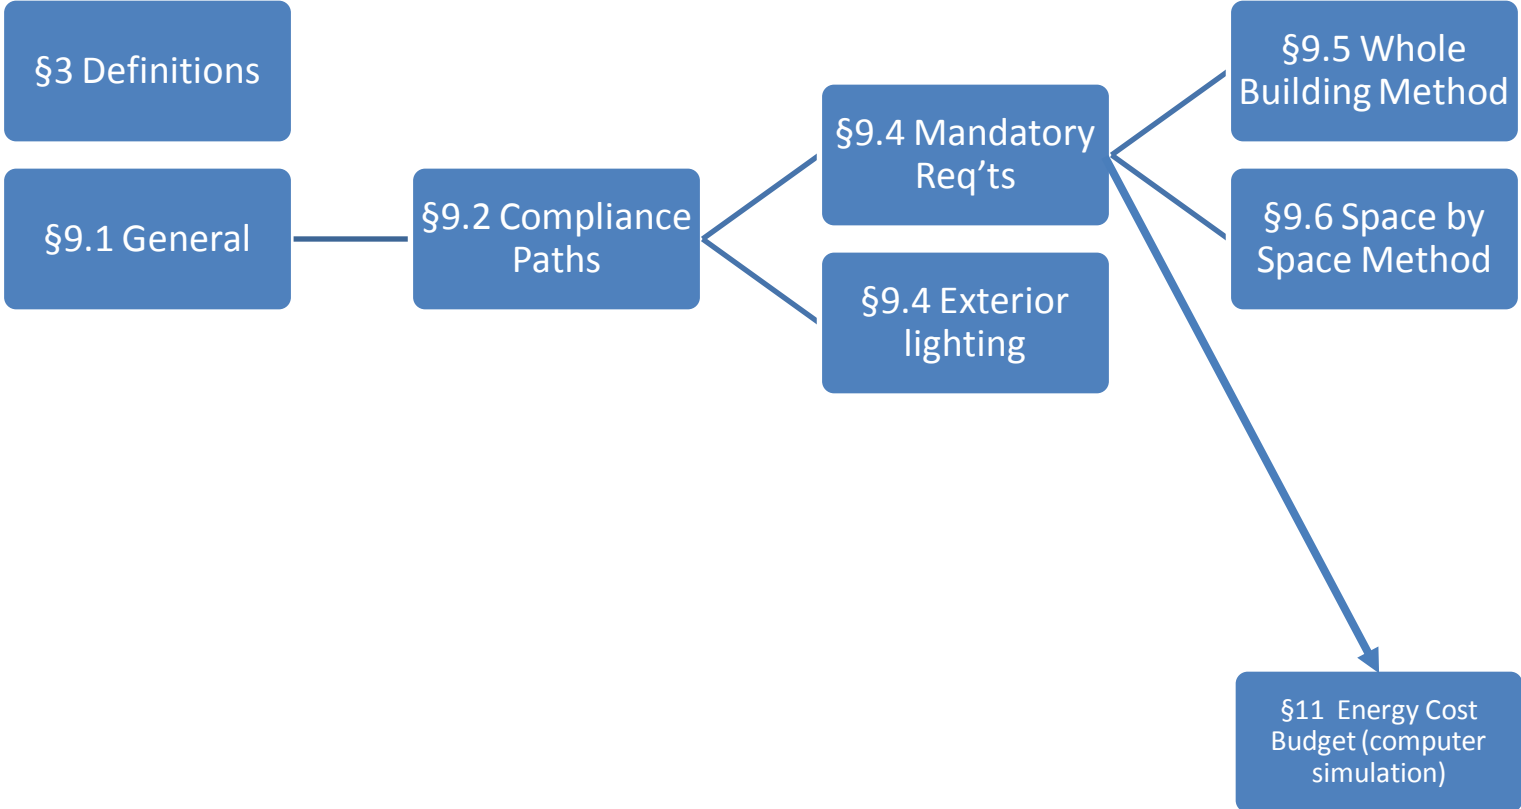 §3 Definitions
§9.1 General
§9.2 Compliance
Paths
§9.4 Mandatory
Req’ts
§9.4 Exterior
lighting
§9.5 Whole
Building Method
§9.6 Space by
Space Method
§11 Energy Cost
Budget (computer
simulation)